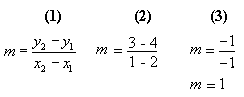 (1) (2) (3)
m = (y₂ − y₁)/(x₂ − x₁) m = (3 - 4)/(1 - 2) m = −1/−1
m = 1